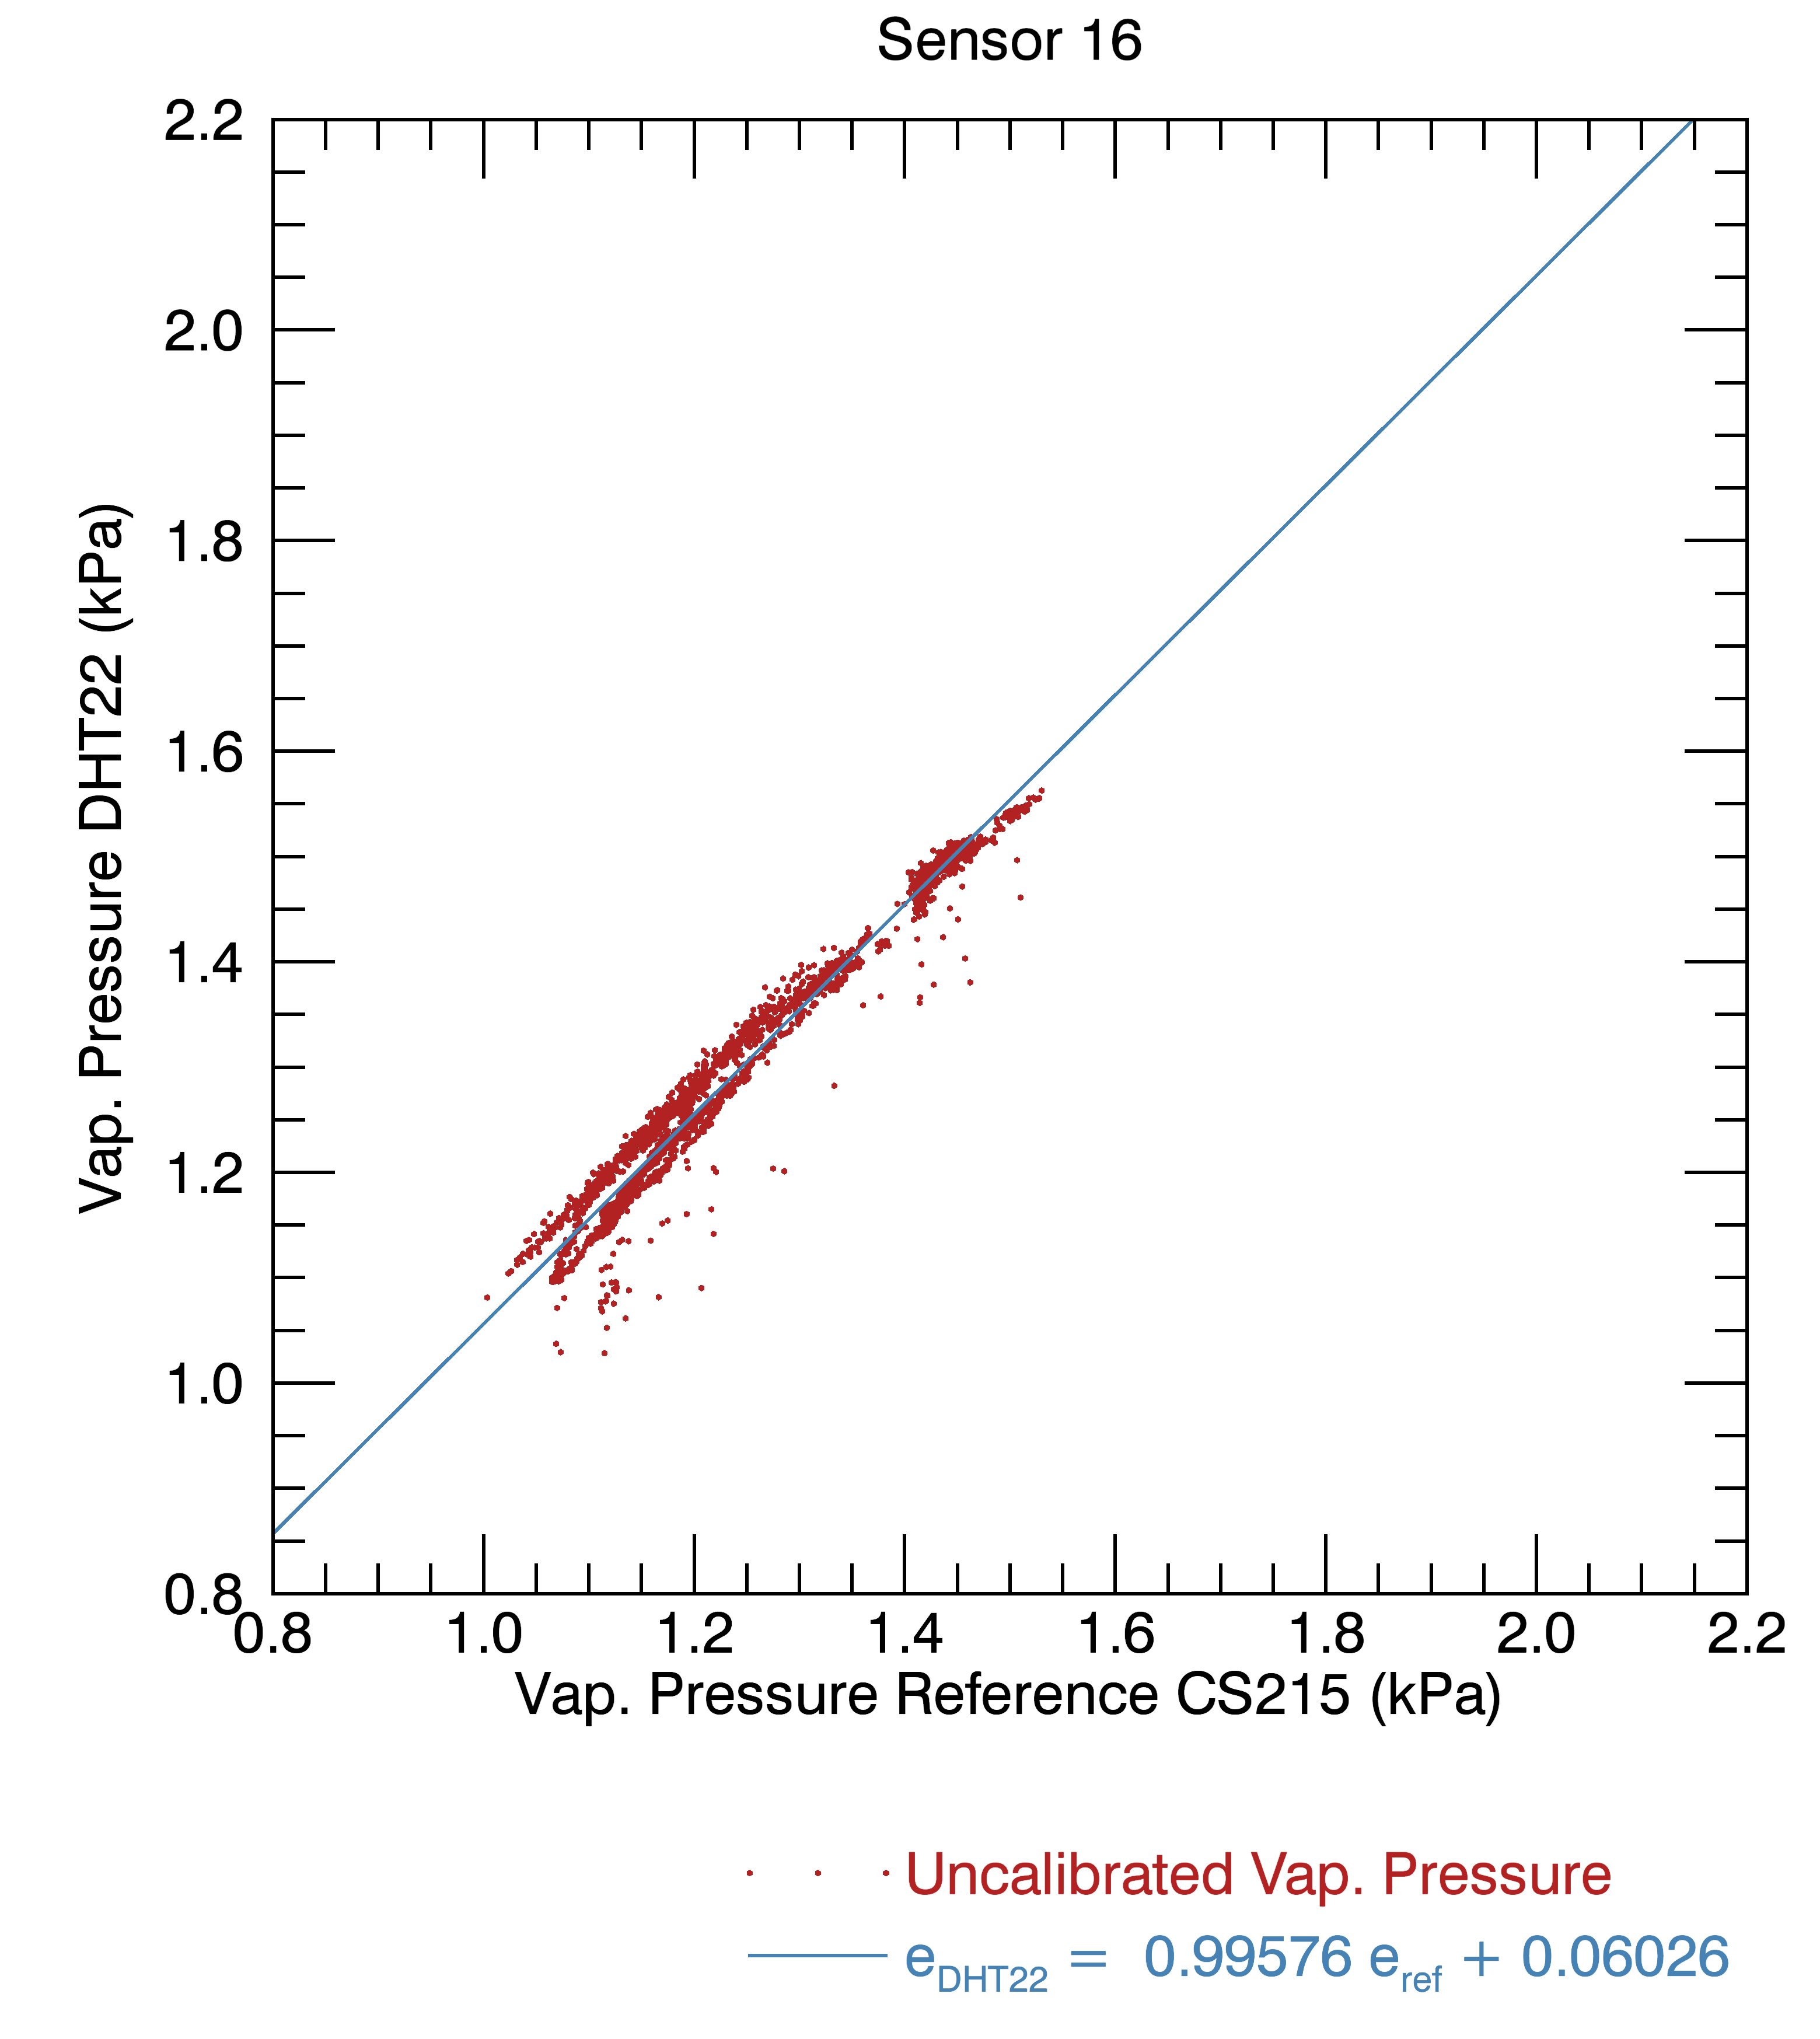 Sensor 16
2.2
2.0
1.8
1.6
1.4
1.2
1.0
0.8
Vap. Pressure DHT22 (kPa)
0.8 1.0 1.2 1.4 1.6 1.8 2.0 2.2
Vap. Pressure Reference CS215 (kPa)
Uncalibrated Vap. Pressure
eDHT22 = 0.99576 eref + 0.06026